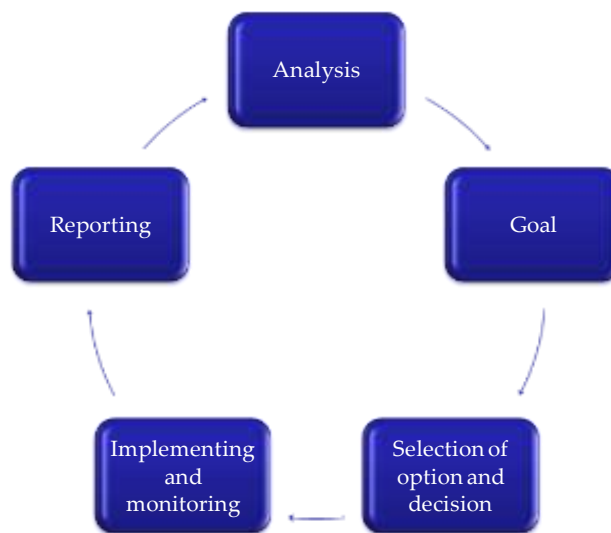 Analysis
Goal
Selection of
option and
decision
Implementing
and
monitoring
Reporting